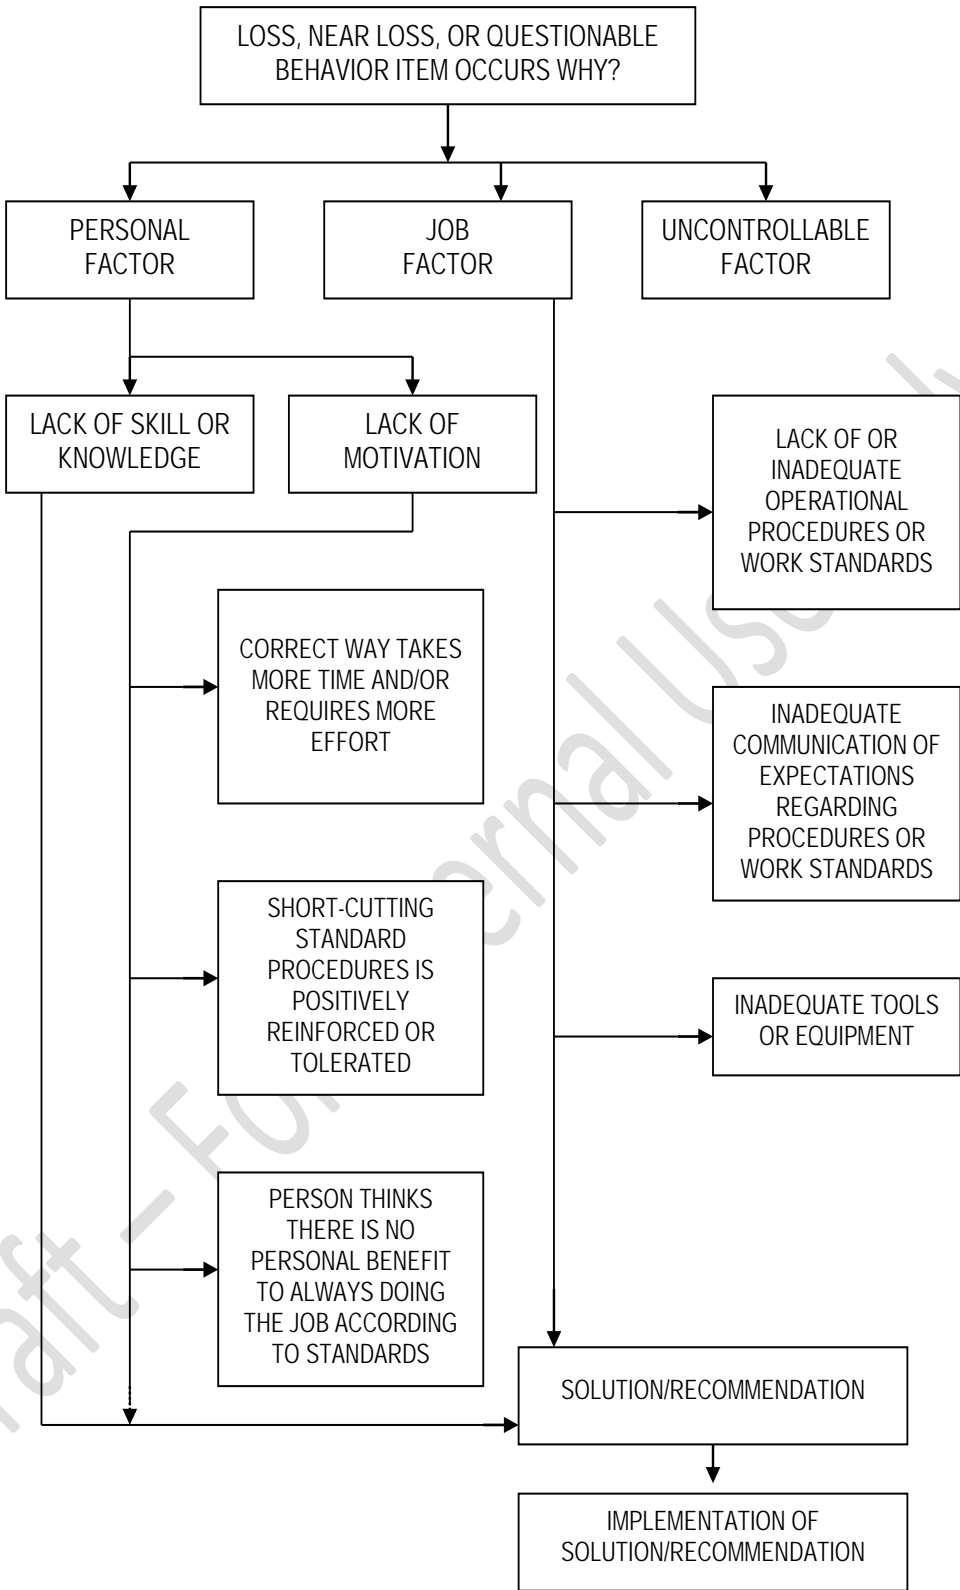 LOSS, NEAR LOSS, OR QUESTIONABLE
BEHAVIOR ITEM OCCURS WHY?
PERSONAL
FACTOR
JOB
FACTOR
UNCONTROLLABLE
FACTOR
LACK OF SKILL OR
KNOWLEDGE
LACK OF
MOTIVATION
LACK OF OR
INADEQUATE
OPERATIONAL
PROCEDURES OR
WORK STANDARDS
CORRECT WAY TAKES
MORE TIME AND/OR
REQUIRES MORE
EFFORT
INADEQUATE
COMMUNICATION OF
EXPECTATIONS
REGARDING
PROCEDURES OR
WORK STANDARDS
SHORT-CUTTING
STANDARD
PROCEDURES IS
POSITIVELY
REINFORCED OR
TOLERATED
INADEQUATE TOOLS
OR EQUIPMENT
PERSON THINKS
THERE IS NO
PERSONAL BENEFIT
TO ALWAYS DOING
THE JOB ACCORDING
TO STANDARDS
SOLUTION/RECOMMENDATION
IMPLEMENTATION OF
SOLUTION/RECOMMENDATION